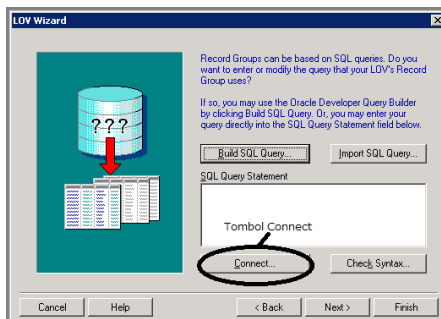 LOV Wizard
Record Groups can be based on SQL queries. Do you
want to enter or modify the query that your LOV's Record
Group uses?
If so, you may use the Oracle Developer Query Builder
by clicking Build SQL Query. Or, you may enter your
query directly into the SQL Query Statement field below.
???
Build SQL Query...
Import SQL Query...
SQL Query Statement
Tombol Connect
Connect...
Check Syntax...
Cancel
Help
< Back
Next >
Finish